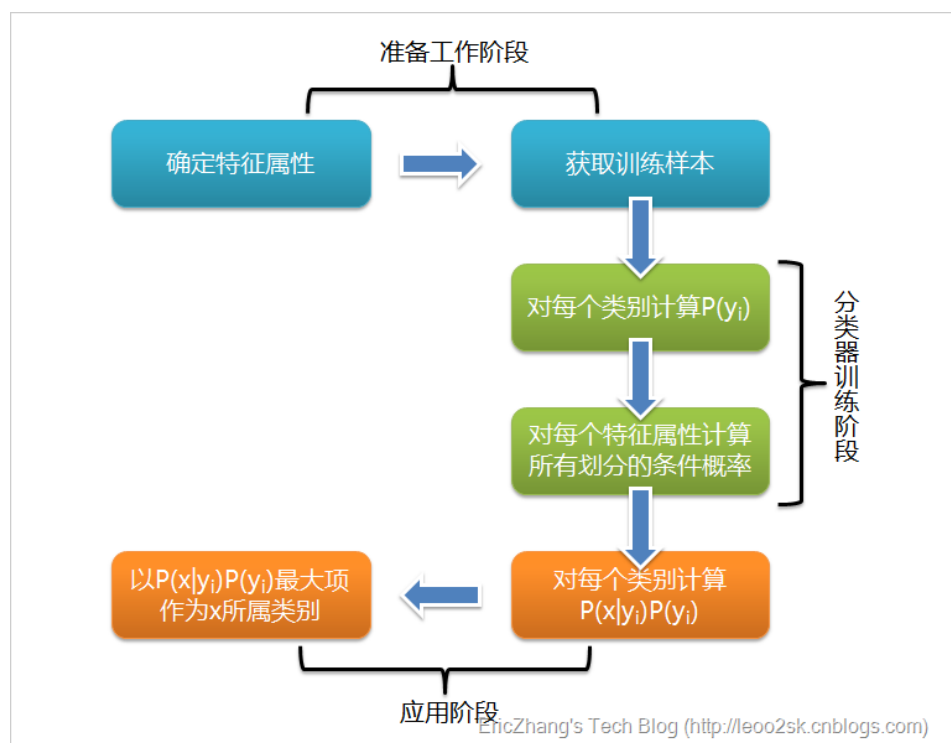 准备工作阶段
确定特征属性
获取训练样本
对每个类别计算P(yi)
对每个特征属性计算
所有划分的条件概率
分类器训练阶段
以P(x|yi)P(yi)最大项
作为x所属类别
对每个类别计算
P(x|yi)P(yi)
应用阶段
EricZhang's Tech Blog (http://leoo2sk.cnblogs.com)